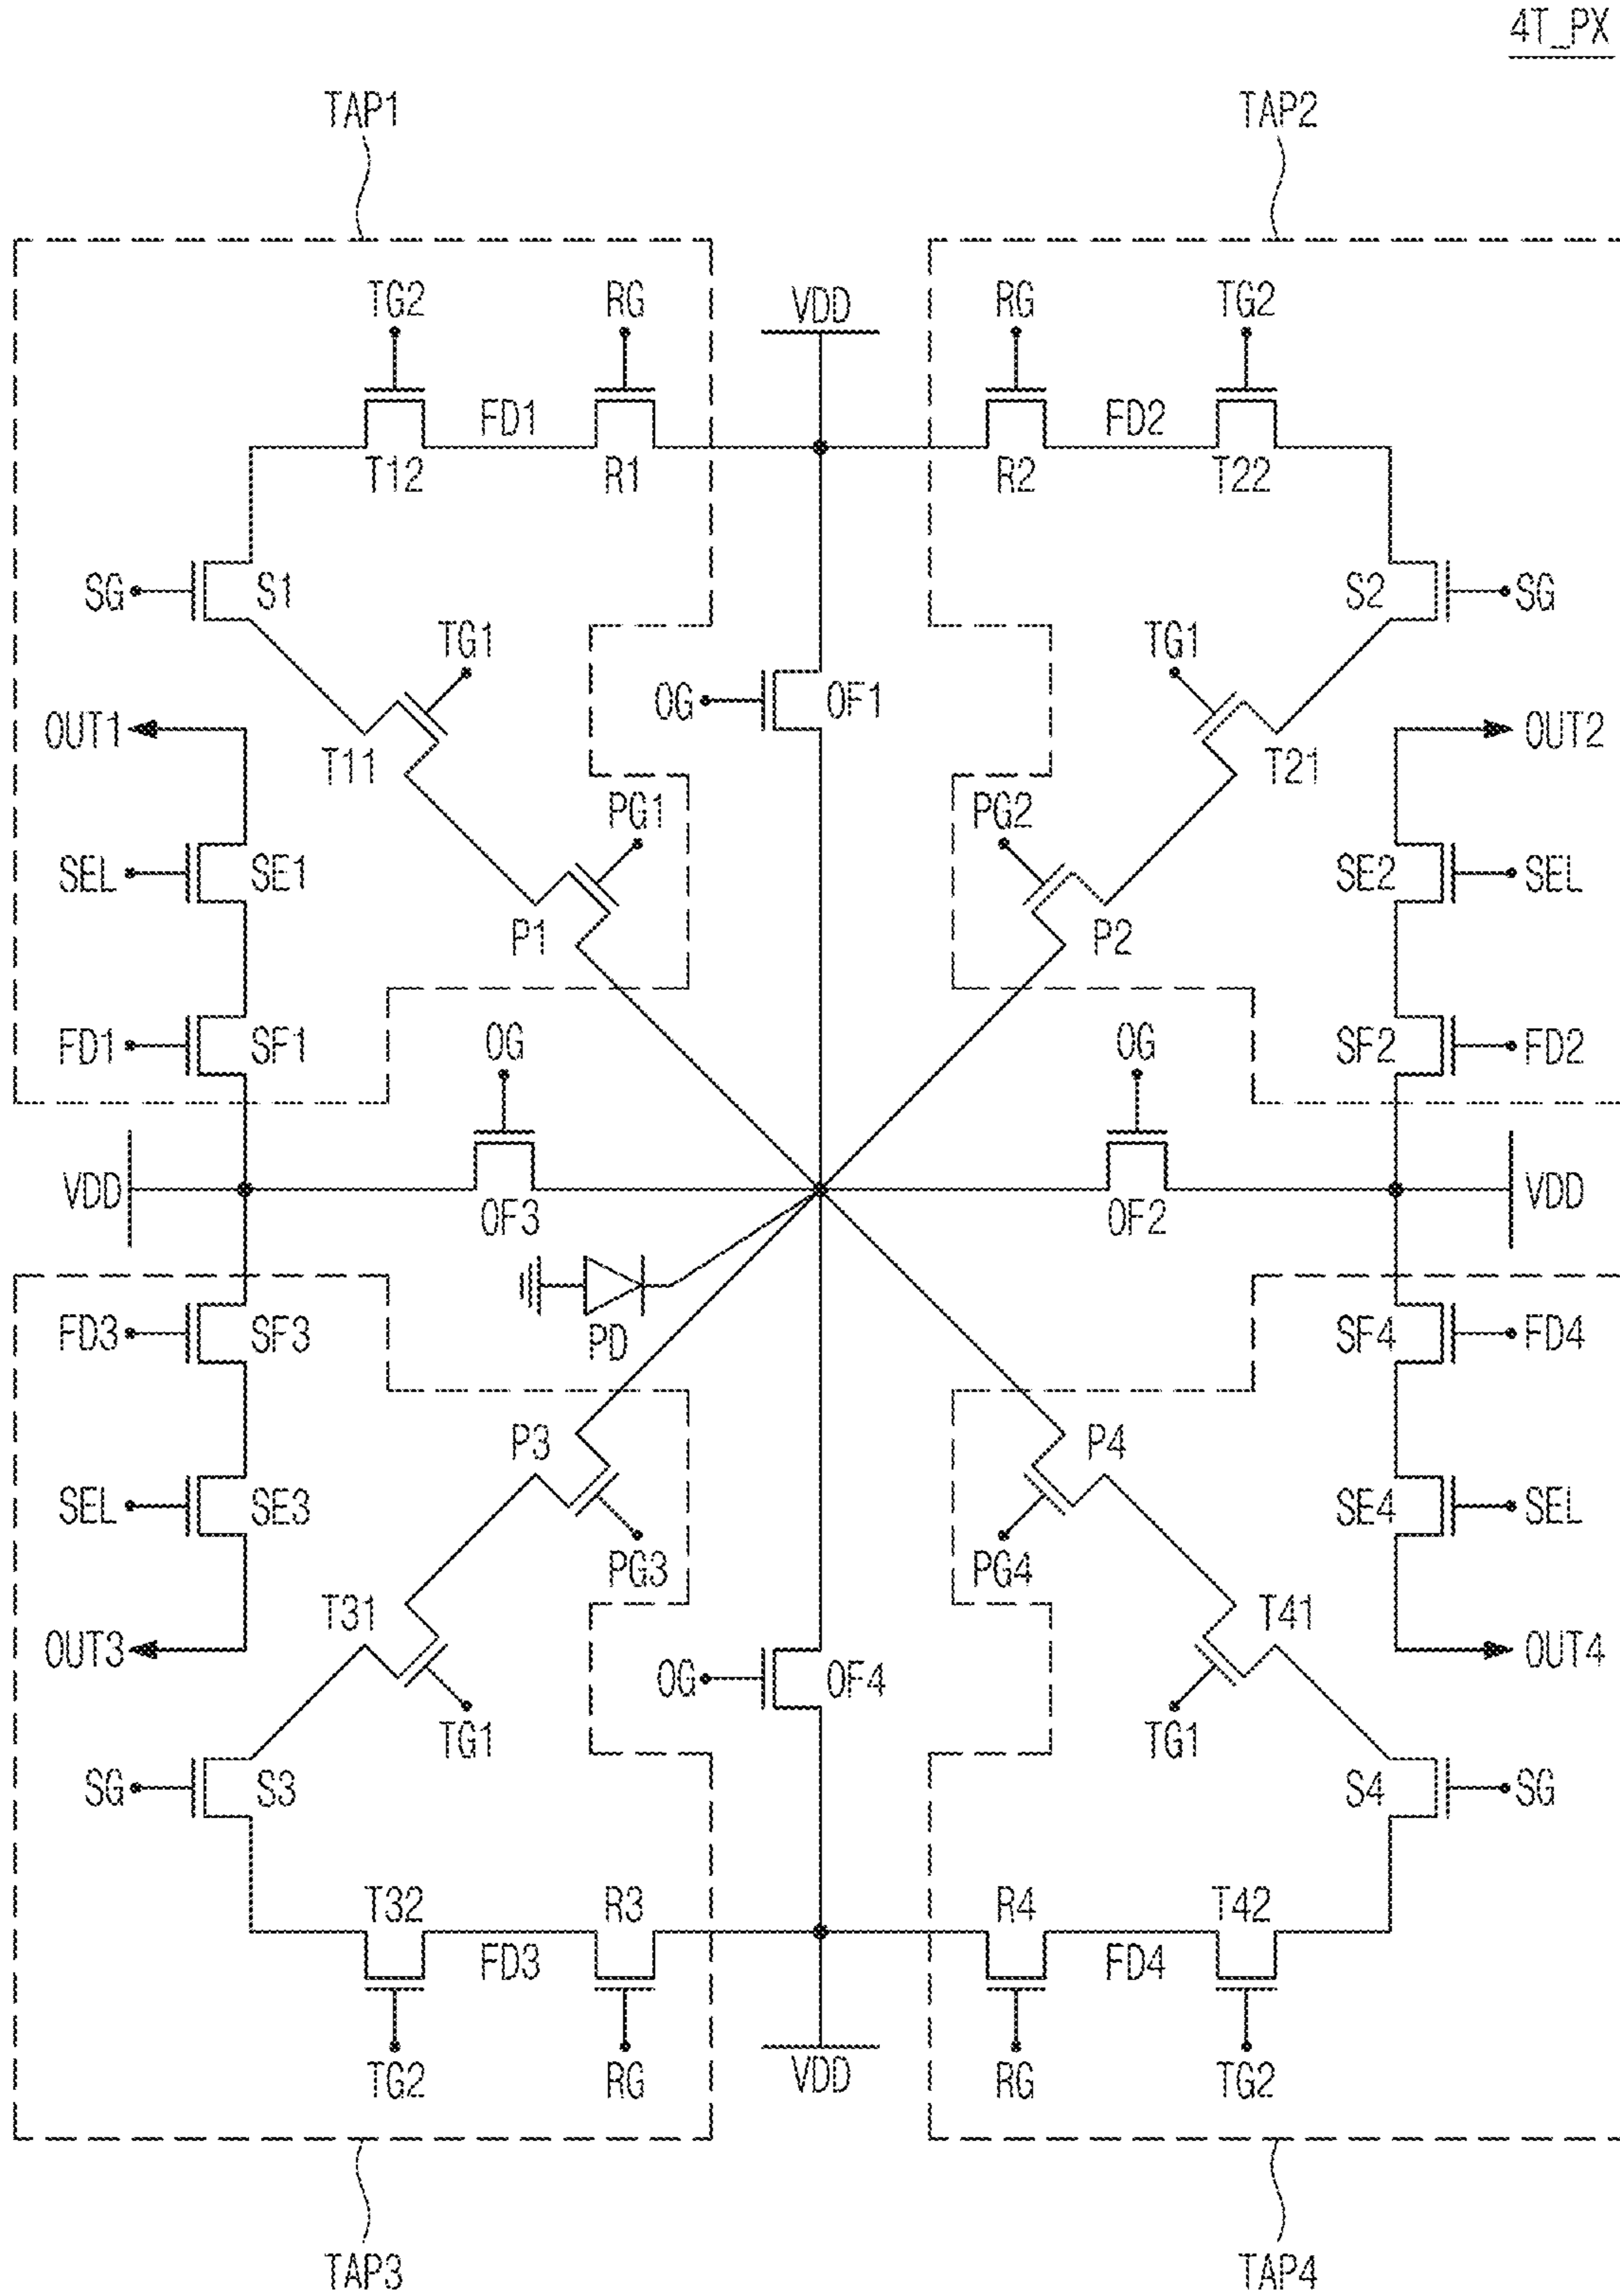 4T_PX
TAP1 TAP2
TG2 RG VDD RG TG2
FD1 FD2
T12 R1 R2 T22
SG S1 S2 SG
TG1 TG1
OG OF1
OUT1 T11 T21 OUT2
PG1 PG2
SEL SE1 SE2 SEL
P1 P2
FD1 SF1 OG OG SF2 FD2
VDD OF3 OF2 VDD
FD3 SF3 PD SF4 FD4
P3 P4
SEL SE3 SE4 SEL
PG3 PG4
T31 T41
OUT3 OG OF4 OUT4
TG1 TG1
SG S3 S4 SG
T32 R3 R4 T42
FD3 FD4
TG2 RG VDD RG TG2
TAP3 TAP4